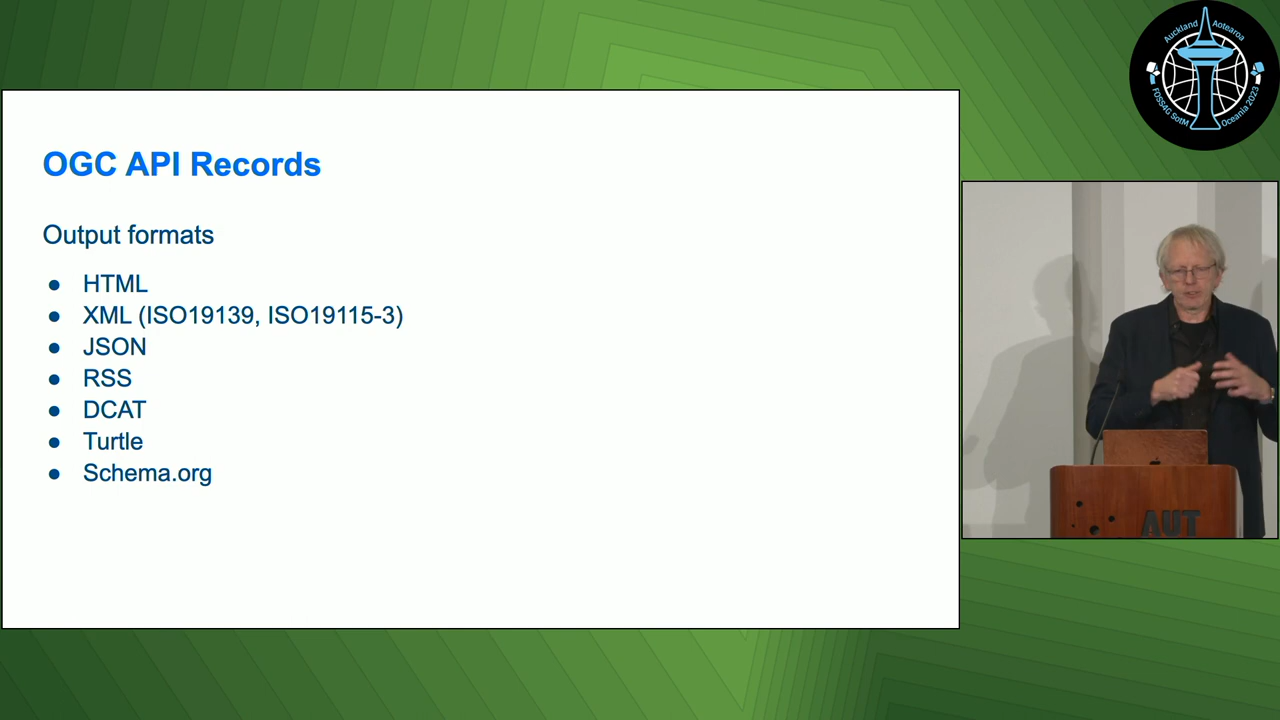 OGC API Records
Output formats
● HTML
● XML (ISO19139, ISO19115-3)
● JSON
● RSS
● DCAT
● Turtle
● Schema.org
Auckland Aotearoa
FOSS4G SotM Oceania 2023
AUT